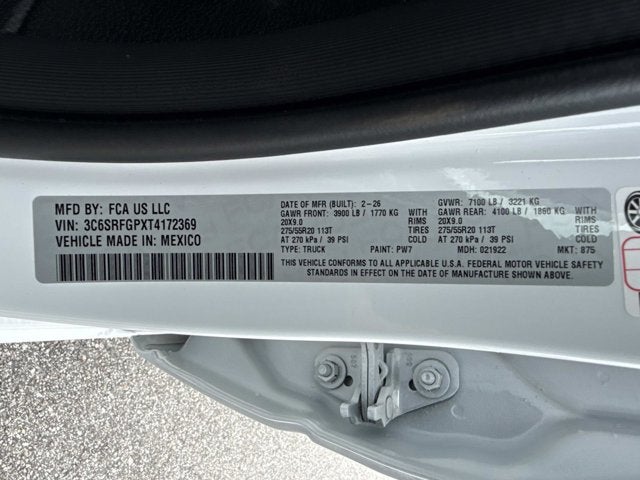 MFD BY: FCA US LLC
VIN: 3C6SRFGPXT4172369
VEHICLE MADE IN: MEXICO
DATE OF MFR (BUILT): 2-26 GVWR: 7100 LB / 3221 KG
GAWR FRONT: 3900 LB / 1770 KG WITH GAWR REAR: 4100 LB / 1860 KG WITH
20X9.0 RIMS 20X9.0 RIMS
275/55R20 113T TIRES 275/55R20 113T TIRES
AT 270 kPa / 39 PSI COLD AT 270 kPa / 39 PSI COLD
TYPE: TRUCK PAINT: PW7 MDH: 021922 MKT: 875
THIS VEHICLE CONFORMS TO ALL APPLICABLE U.S.A. FEDERAL MOTOR VEHICLE SAFETY
STANDARDS IN EFFECT ON THE DATE OF MANUFACTURE SHOWN ABOVE.